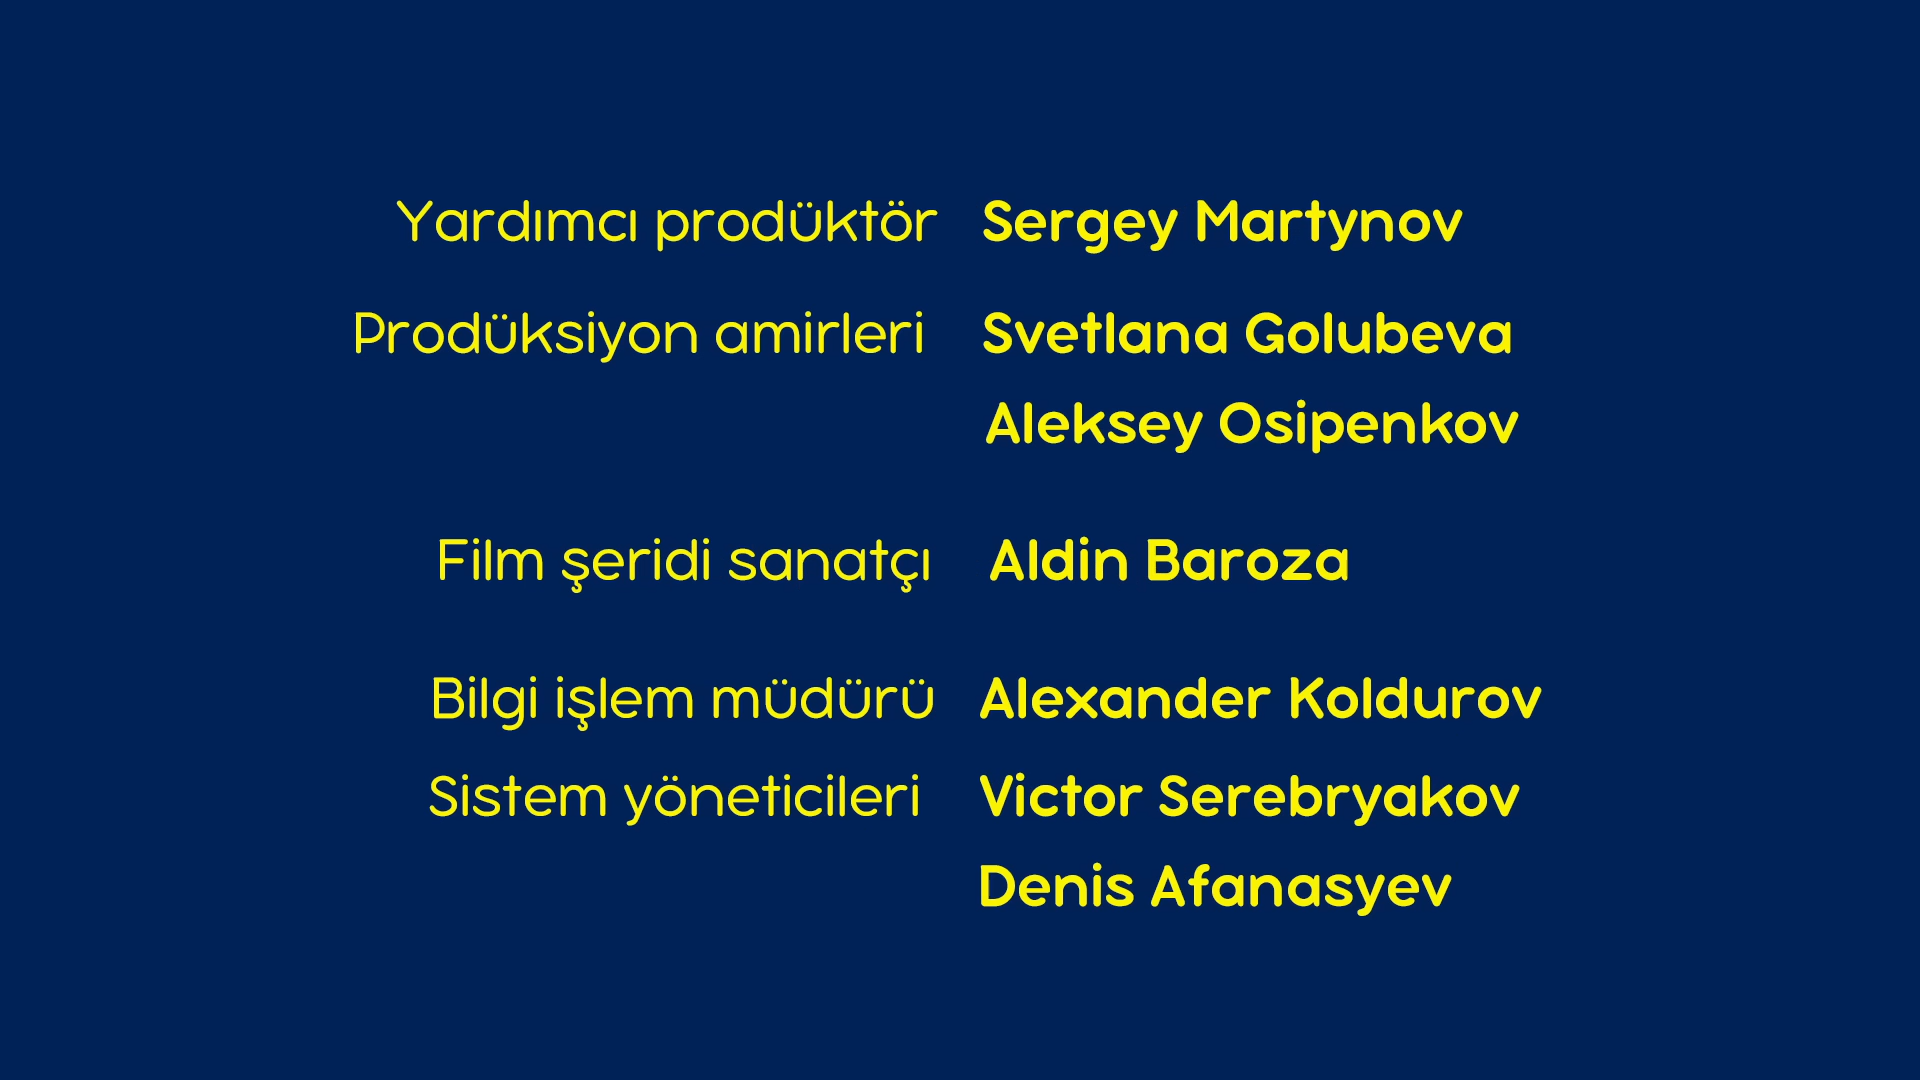 Yardımcı prodüktör Sergey Martynov
Prodüksiyon amirleri Svetlana Golubeva
Aleksey Osipenkov
Film şeridi sanatçı Aldin Baroza
Bilgi işlem müdürü Alexander Koldurov
Sistem yöneticileri Victor Serebryakov
Denis Afanasyev